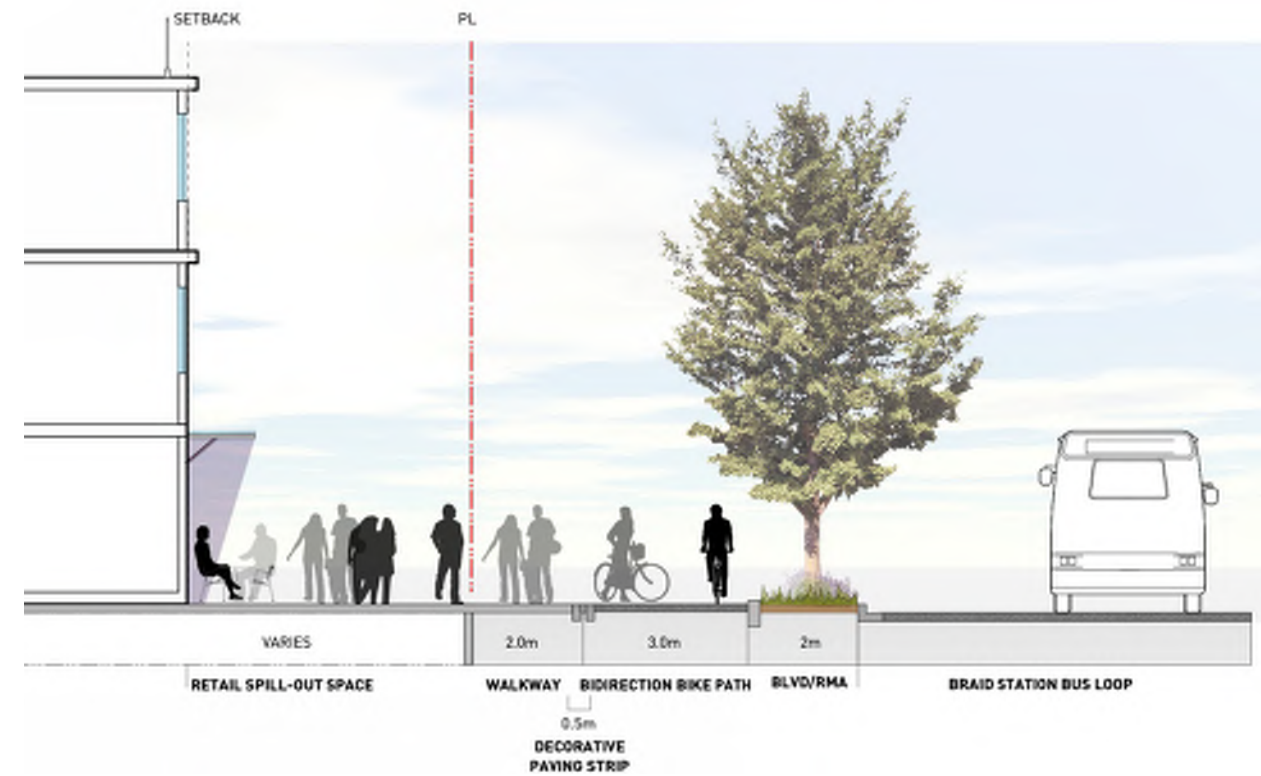 SETBACK
PL
VARIES
2.0m
3.0m
2m
RETAIL SPILL-OUT SPACE
WALKWAY
BIDIRECTION BIKE PATH
BLVD/RMA
BRAID STATION BUS LOOP
0.5m
DECORATIVE
PAVING STRIP